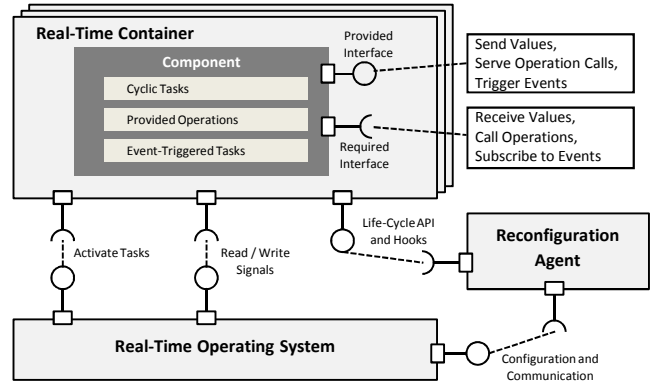 Real-Time Container
Provided
Interface
Component
Cyclic Tasks
Provided Operations
Event-Triggered Tasks
Required
Interface
Send Values,
Serve Operation Calls,
Trigger Events
Receive Values,
Call Operations,
Subscribe to Events
Activate Tasks
Read / Write
Signals
Life-Cycle API
and Hooks
Reconfiguration
Agent
Real-Time Operating System
Configuration and
Communication